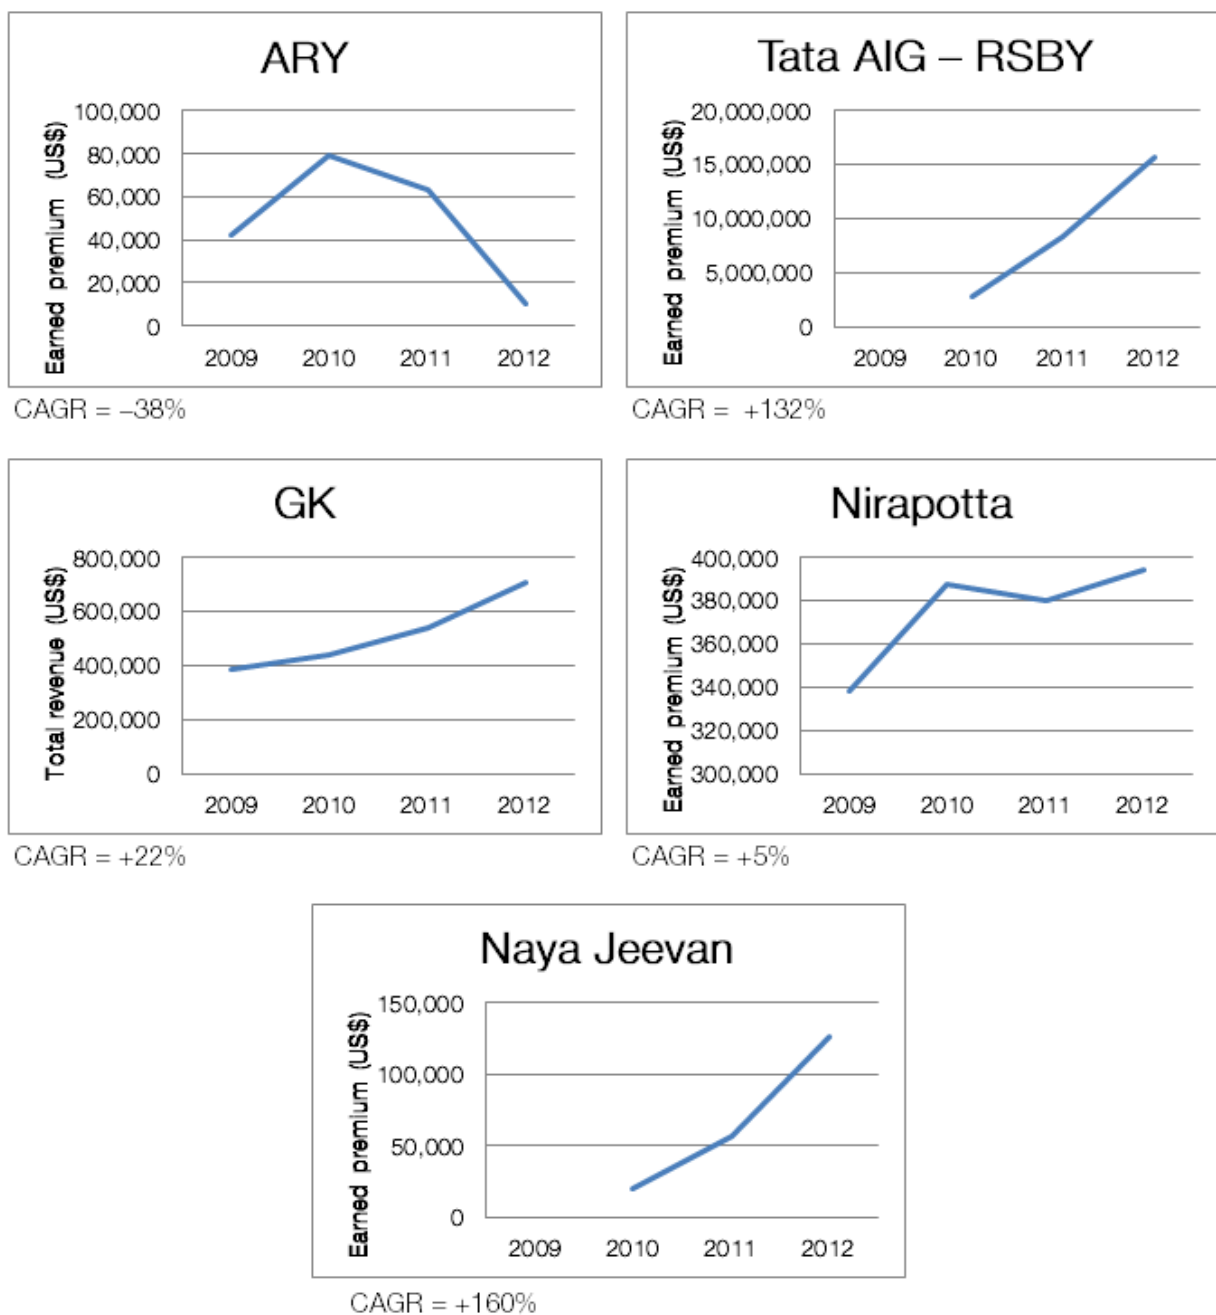 ARY
Earned premium (US$)
100,000
80,000
60,000
40,000
20,000
0
2009 2010 2011 2012
CAGR = –38%
Tata AIG – RSBY
Earned premium (US$)
20,000,000
15,000,000
10,000,000
5,000,000
0
2009 2010 2011 2012
CAGR = +132%
GK
Total revenue (US$)
800,000
600,000
400,000
200,000
0
2009 2010 2011 2012
CAGR = +22%
Nirapotta
Earned premium (US$)
400,000
380,000
360,000
340,000
320,000
300,000
2009 2010 2011 2012
CAGR = +5%
Naya Jeevan
Earned premium (US$)
150,000
100,000
50,000
0
2009 2010 2011 2012
CAGR = +160%